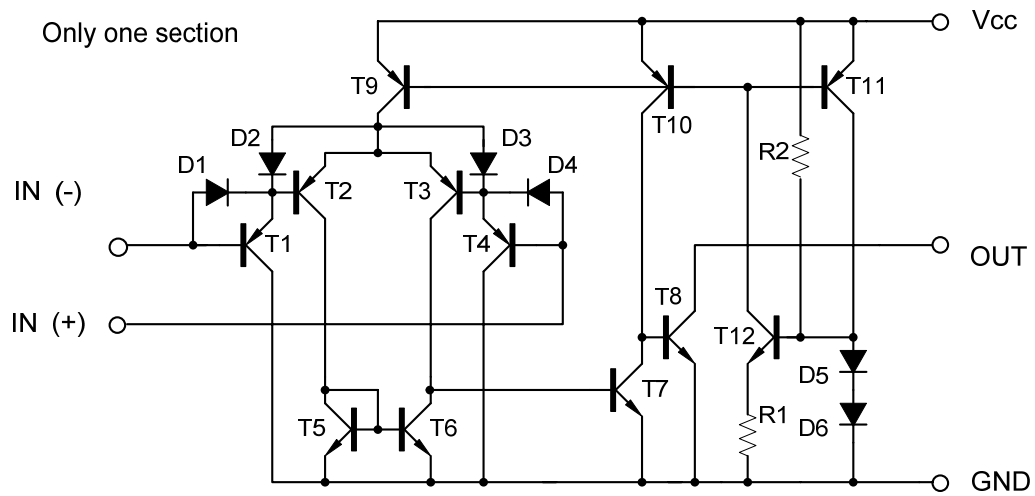 Only one section
Vcc
T9
T10
T11
D2
D3
D1
D4
R2
IN (-)
T2
T3
T1
T4
OUT
IN (+)
T8
T12
D5
T7
T5
T6
R1
D6
GND